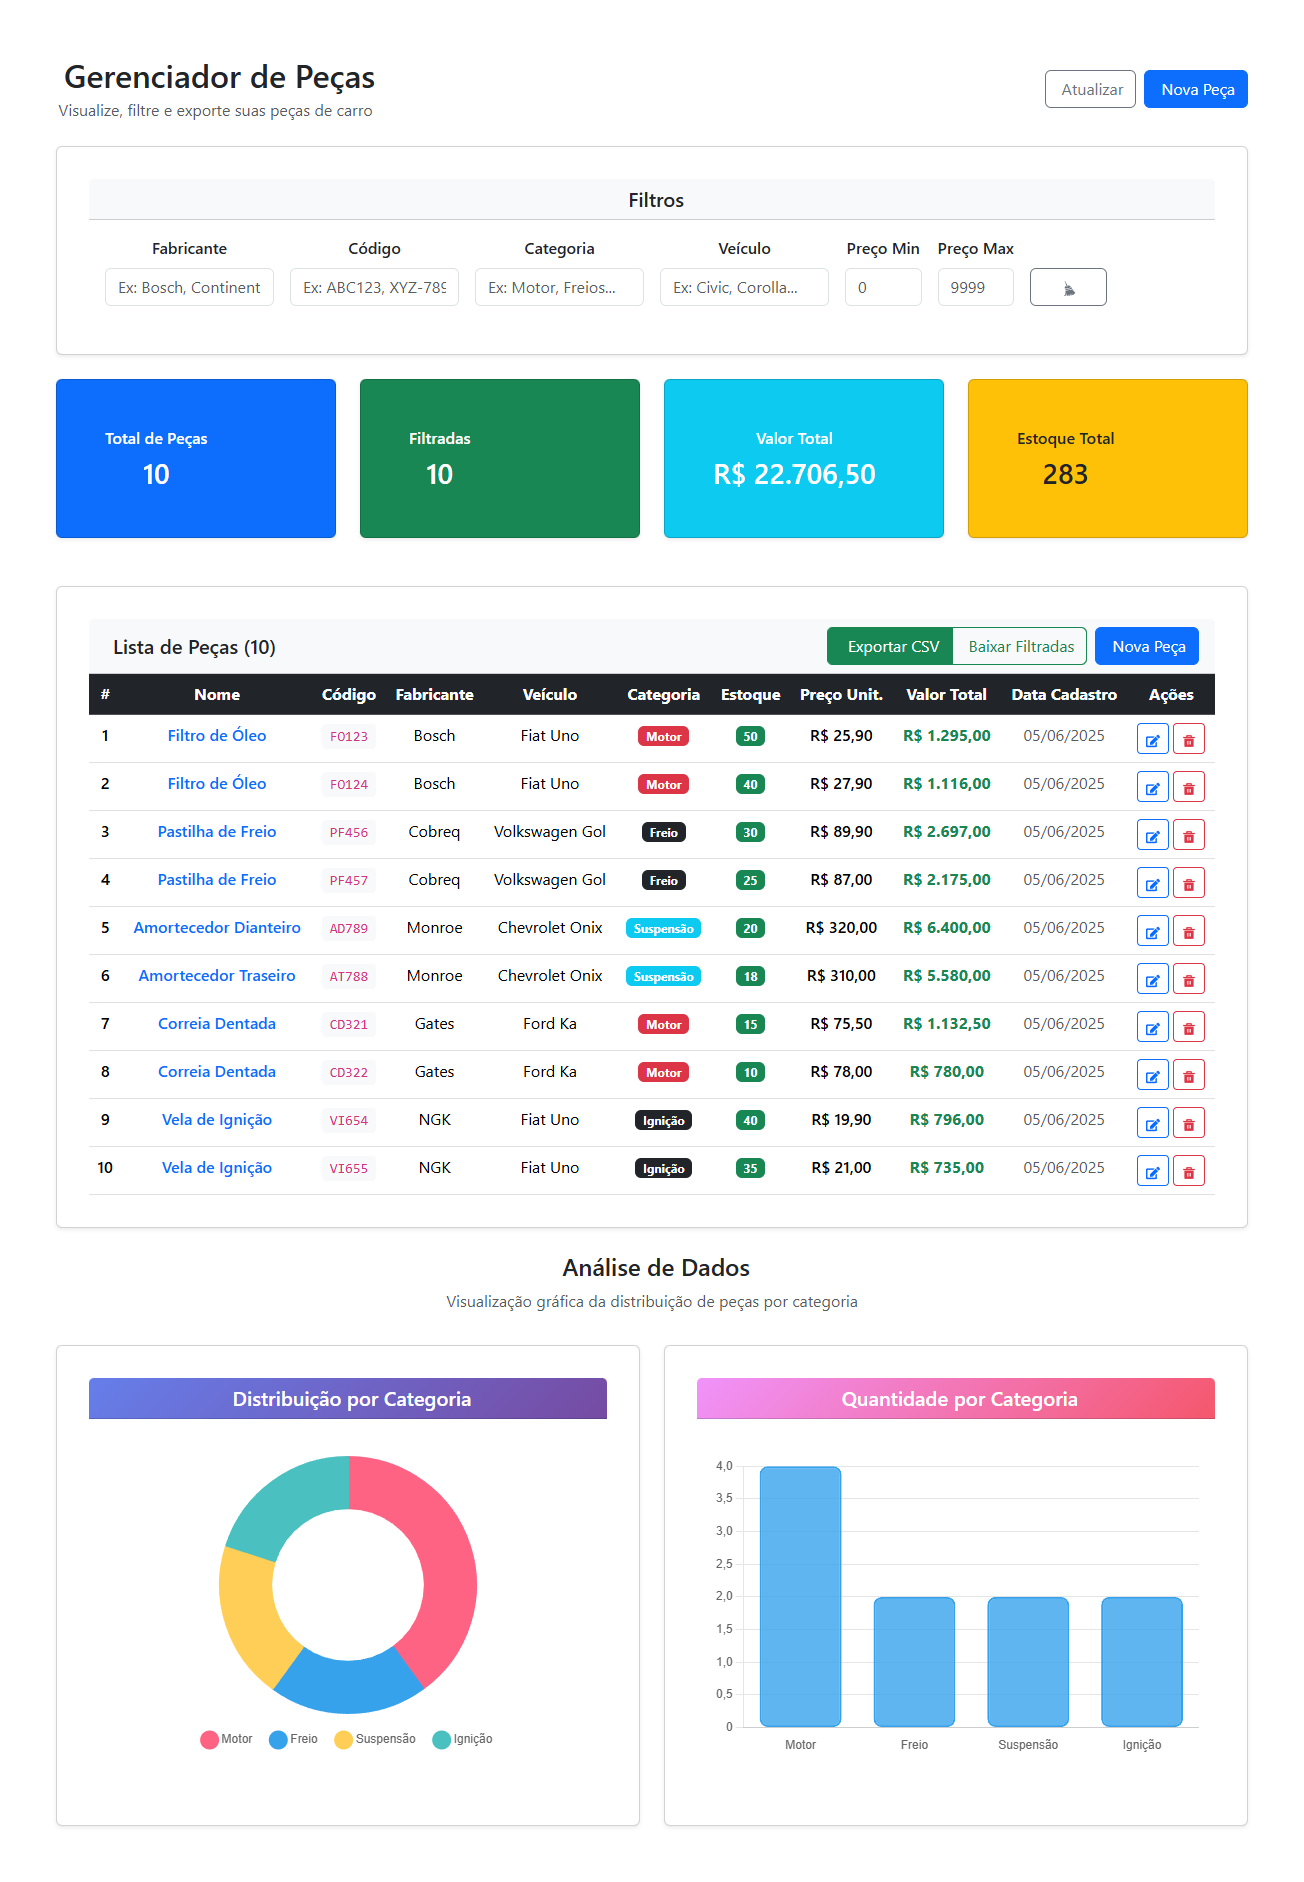 Gerenciador de Peças
Visualize, filtre e exporte suas peças de carro
Atualizar
Nova Peça
Filtros
Fabricante Código Categoria Veículo Preço Min Preço Max
Ex: Bosch, Continent Ex: ABC123, XYZ-789 Ex: Motor, Freios... Ex: Civic, Corolla... 0 9999
Total de Peças
10
Filtradas
10
Valor Total
R$ 22.706,50
Estoque Total
283
Lista de Peças (10)
Exportar CSV
Baixar Filtradas
Nova Peça
# Nome Código Fabricante Veículo Categoria Estoque Preço Unit. Valor Total Data Cadastro Ações
1 Filtro de Óleo FO123 Bosch Fiat Uno Motor 50 R$ 25,90 R$ 1.295,00 05/06/2025
2 Filtro de Óleo FO124 Bosch Fiat Uno Motor 40 R$ 27,90 R$ 1.116,00 05/06/2025
3 Pastilha de Freio PF456 Cobreq Volkswagen Gol Freio 30 R$ 89,90 R$ 2.697,00 05/06/2025
4 Pastilha de Freio PF457 Cobreq Volkswagen Gol Freio 25 R$ 87,00 R$ 2.175,00 05/06/2025
5 Amortecedor Dianteiro AD789 Monroe Chevrolet Onix Suspensão 20 R$ 320,00 R$ 6.400,00 05/06/2025
6 Amortecedor Traseiro AT788 Monroe Chevrolet Onix Suspensão 18 R$ 310,00 R$ 5.580,00 05/06/2025
7 Correia Dentada CD321 Gates Ford Ka Motor 15 R$ 75,50 R$ 1.132,50 05/06/2025
8 Correia Dentada CD322 Gates Ford Ka Motor 10 R$ 78,00 R$ 780,00 05/06/2025
9 Vela de Ignição VI654 NGK Fiat Uno Ignição 40 R$ 19,90 R$ 796,00 05/06/2025
10 Vela de Ignição VI655 NGK Fiat Uno Ignição 35 R$ 21,00 R$ 735,00 05/06/2025
Análise de Dados
Visualização gráfica da distribuição de peças por categoria
Distribuição por Categoria
Motor Freio Suspensão Ignição
Quantidade por Categoria
4,0
3,5
3,0
2,5
2,0
1,5
1,0
0,5
0
Motor Freio Suspensão Ignição